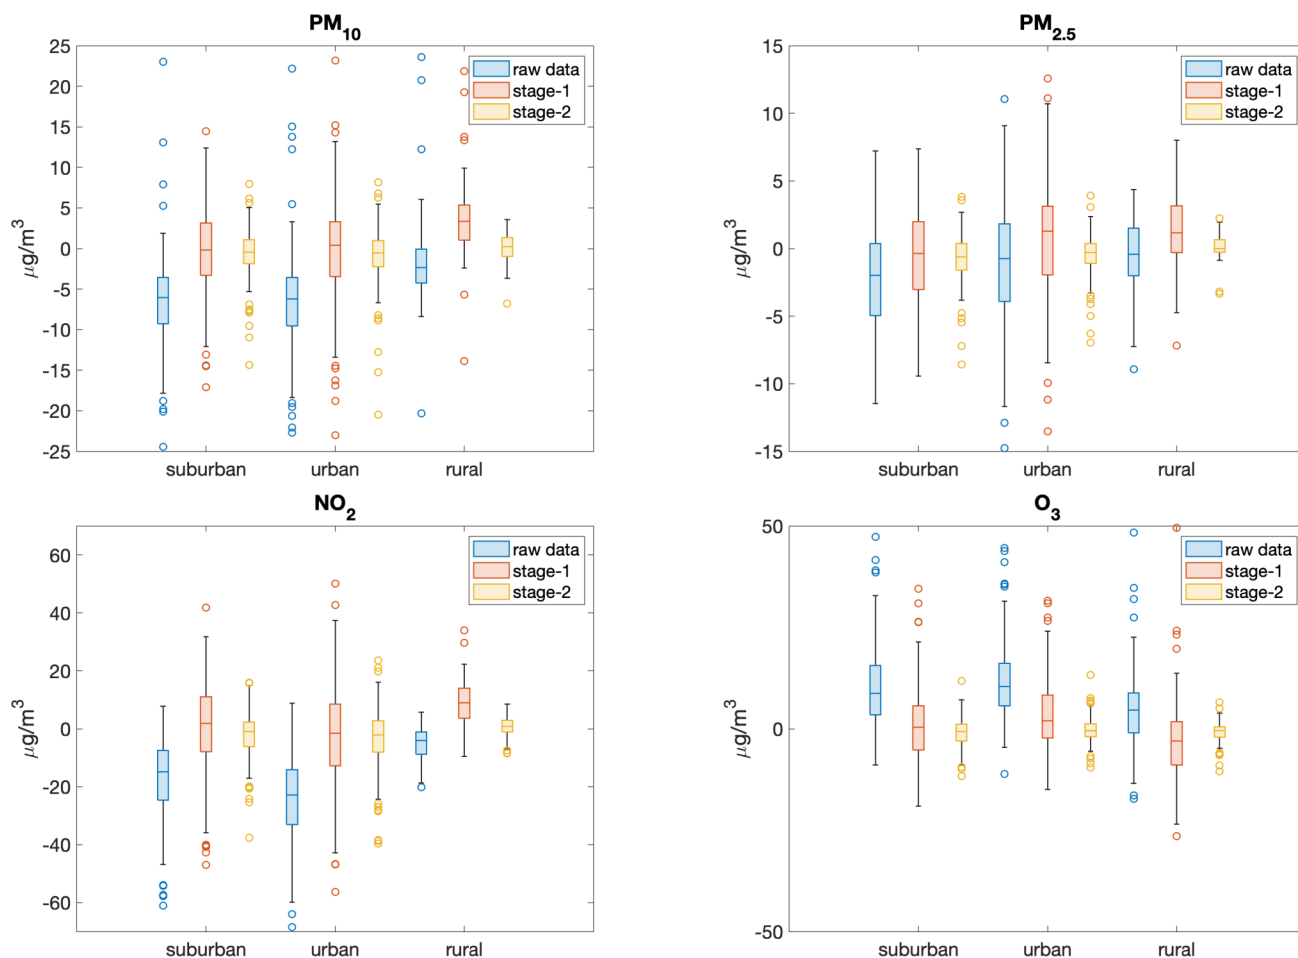 PM10
25
20
15
10
5
0
-5
-10
-15
-20
-25
μg/m3
raw data
stage-1
stage-2
suburban urban rural
PM2.5
15
10
5
0
-5
-10
-15
μg/m3
raw data
stage-1
stage-2
suburban urban rural
NO2
60
40
20
0
-20
-40
-60
μg/m3
raw data
stage-1
stage-2
suburban urban rural
O3
50
0
-50
μg/m3
raw data
stage-1
stage-2
suburban urban rural